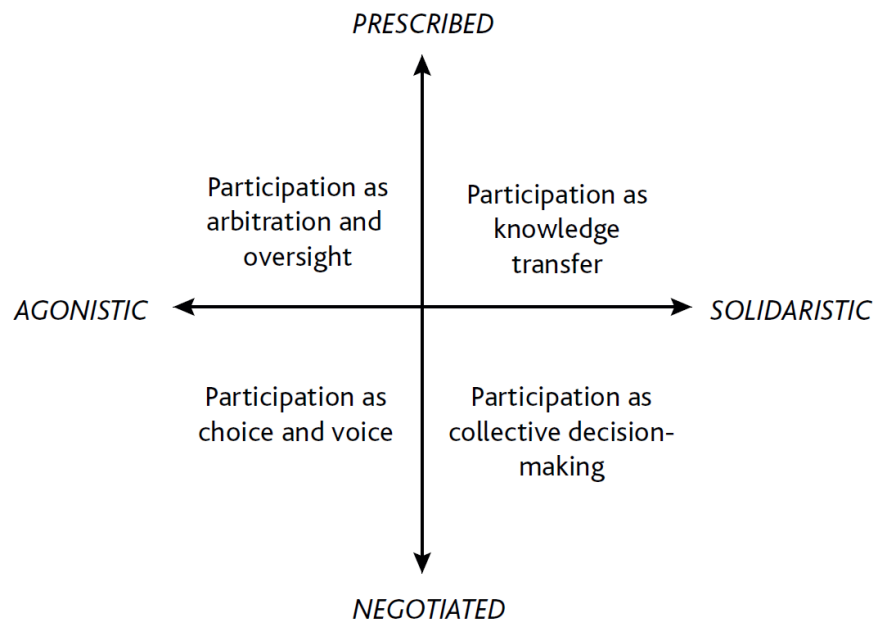 PRESCRIBED
Participation as
arbitration and
oversight
Participation as
knowledge
transfer
AGONISTIC
SOLIDARISTIC
Participation as
choice and voice
Participation as
collective decision-
making
NEGOTIATED